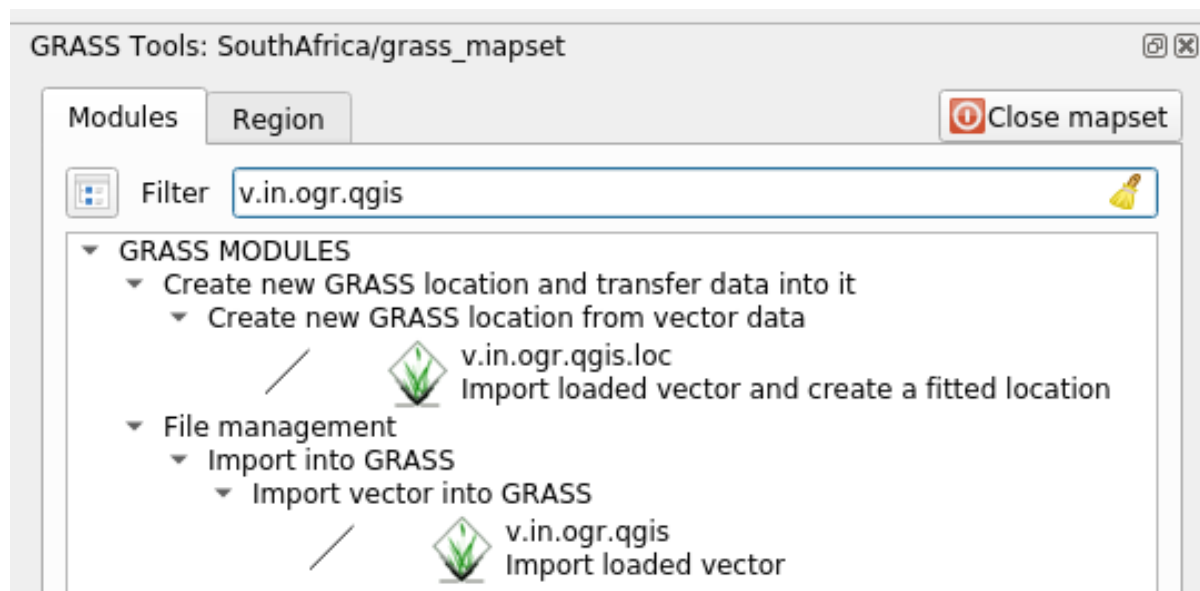 GRASS Tools: SouthAfrica/grass_mapset
Modules Region Close mapset
Filter v.in.ogr.qgis
GRASS MODULES
Create new GRASS location and transfer data into it
Create new GRASS location from vector data
v.in.ogr.qgis.loc
Import loaded vector and create a fitted location
File management
Import into GRASS
Import vector into GRASS
v.in.ogr.qgis
Import loaded vector